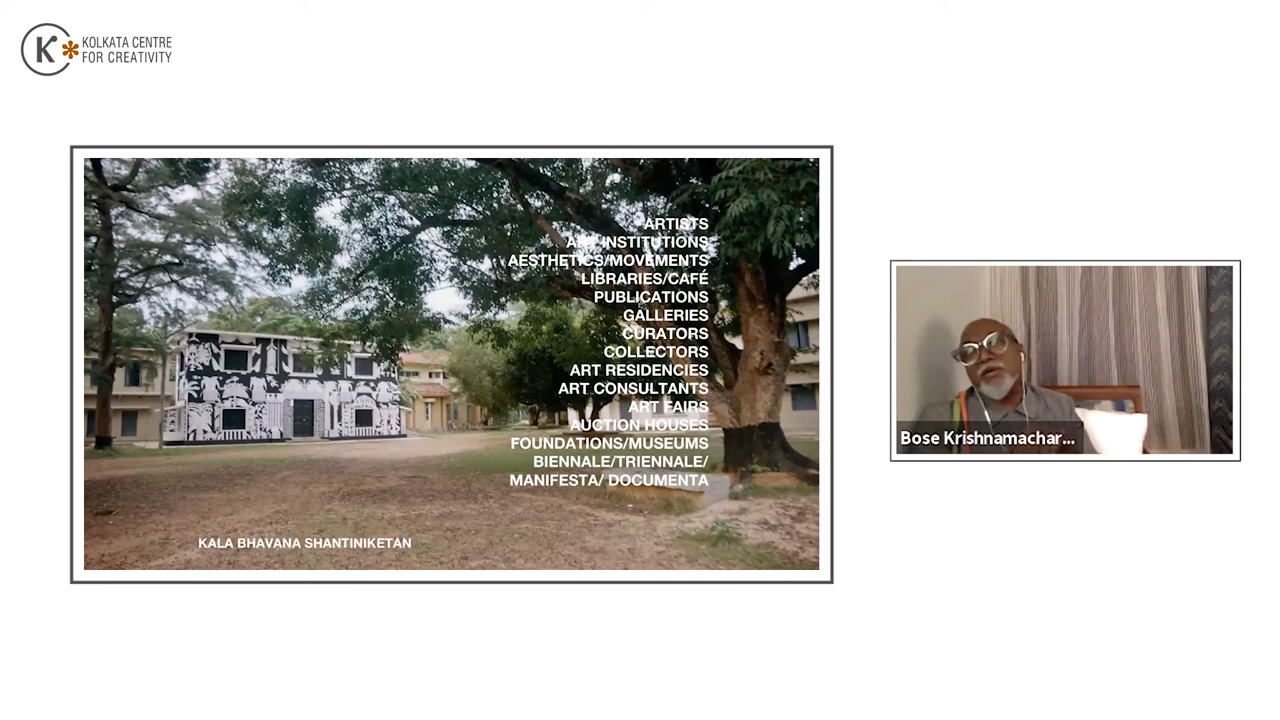 KOLKATA CENTRE
FOR CREATIVITY
ARTISTS
ART INSTITUTIONS
AESTHETICS/MOVEMENTS
LIBRARIES/CAFÉ
PUBLICATIONS
GALLERIES
CURATORS
COLLECTORS
ART RESIDENCIES
ART CONSULTANTS
ART FAIRS
AUCTION HOUSES
FOUNDATIONS/MUSEUMS
BIENNALE/TRIENNALE/
MANIFESTA/ DOCUMENTA
KALA BHAVANA SHANTINIKETAN
Bose Krishnamachar...